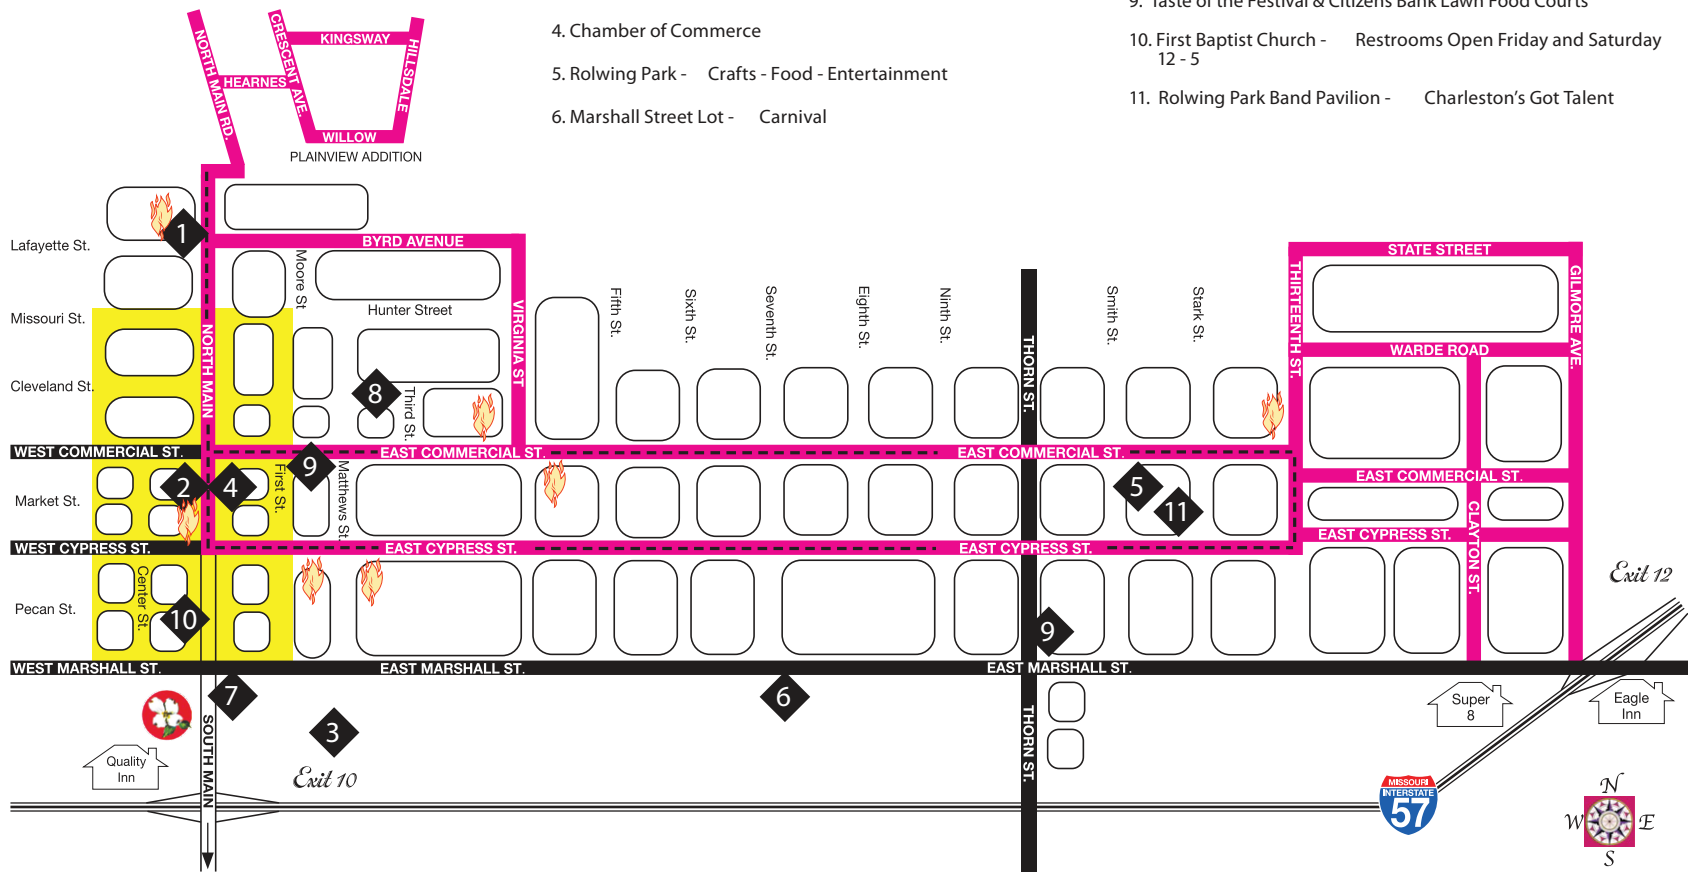 9. Taste of the Festival & Citizens Bank Lawn Food Courts
4. Chamber of Commerce
10. First Baptist Church - Restrooms Open Friday and Saturday
12 - 5
5. Rolwing Park - Crafts - Food - Entertainment
11. Rolwing Park Band Pavilion - Charleston's Got Talent
6. Marshall Street Lot - Carnival
NORTH MAIN RD.
CRESCENT AVE.
KINGSWAY
HILLSDALE
HEARNES
WILLOW
PLAINVIEW ADDITION
1
Lafayette St.
BYRD AVENUE
STATE STREET
Moore St
Hunter Street
VIRGINIA ST
Missouri St.
NORTH MAIN
Fifth St.
Sixth St.
Seventh St.
Eighth St.
Ninth St.
THORN ST.
Smith St.
Stark St.
THIRTEENTH ST.
GILMORE AVE.
WARDE ROAD
Cleveland St.
8
Third St.
WEST COMMERCIAL ST.
EAST COMMERCIAL ST.
EAST COMMERCIAL ST.
EAST COMMERCIAL ST.
9
2
4
First St.
Matthews St.
5
11
Market St.
CLAYTON ST.
WEST CYPRESS ST.
EAST CYPRESS ST.
EAST CYPRESS ST.
EAST CYPRESS ST.
Exit 12
Center St.
Pecan St.
10
9
WEST MARSHALL ST.
EAST MARSHALL ST.
EAST MARSHALL ST.
7
6
3
SOUTH MAIN
THORN ST.
Super
8
Eagle
Inn
Quality
Inn
Exit 10
MISSOURI
INTERSTATE
57
N
W
E
S